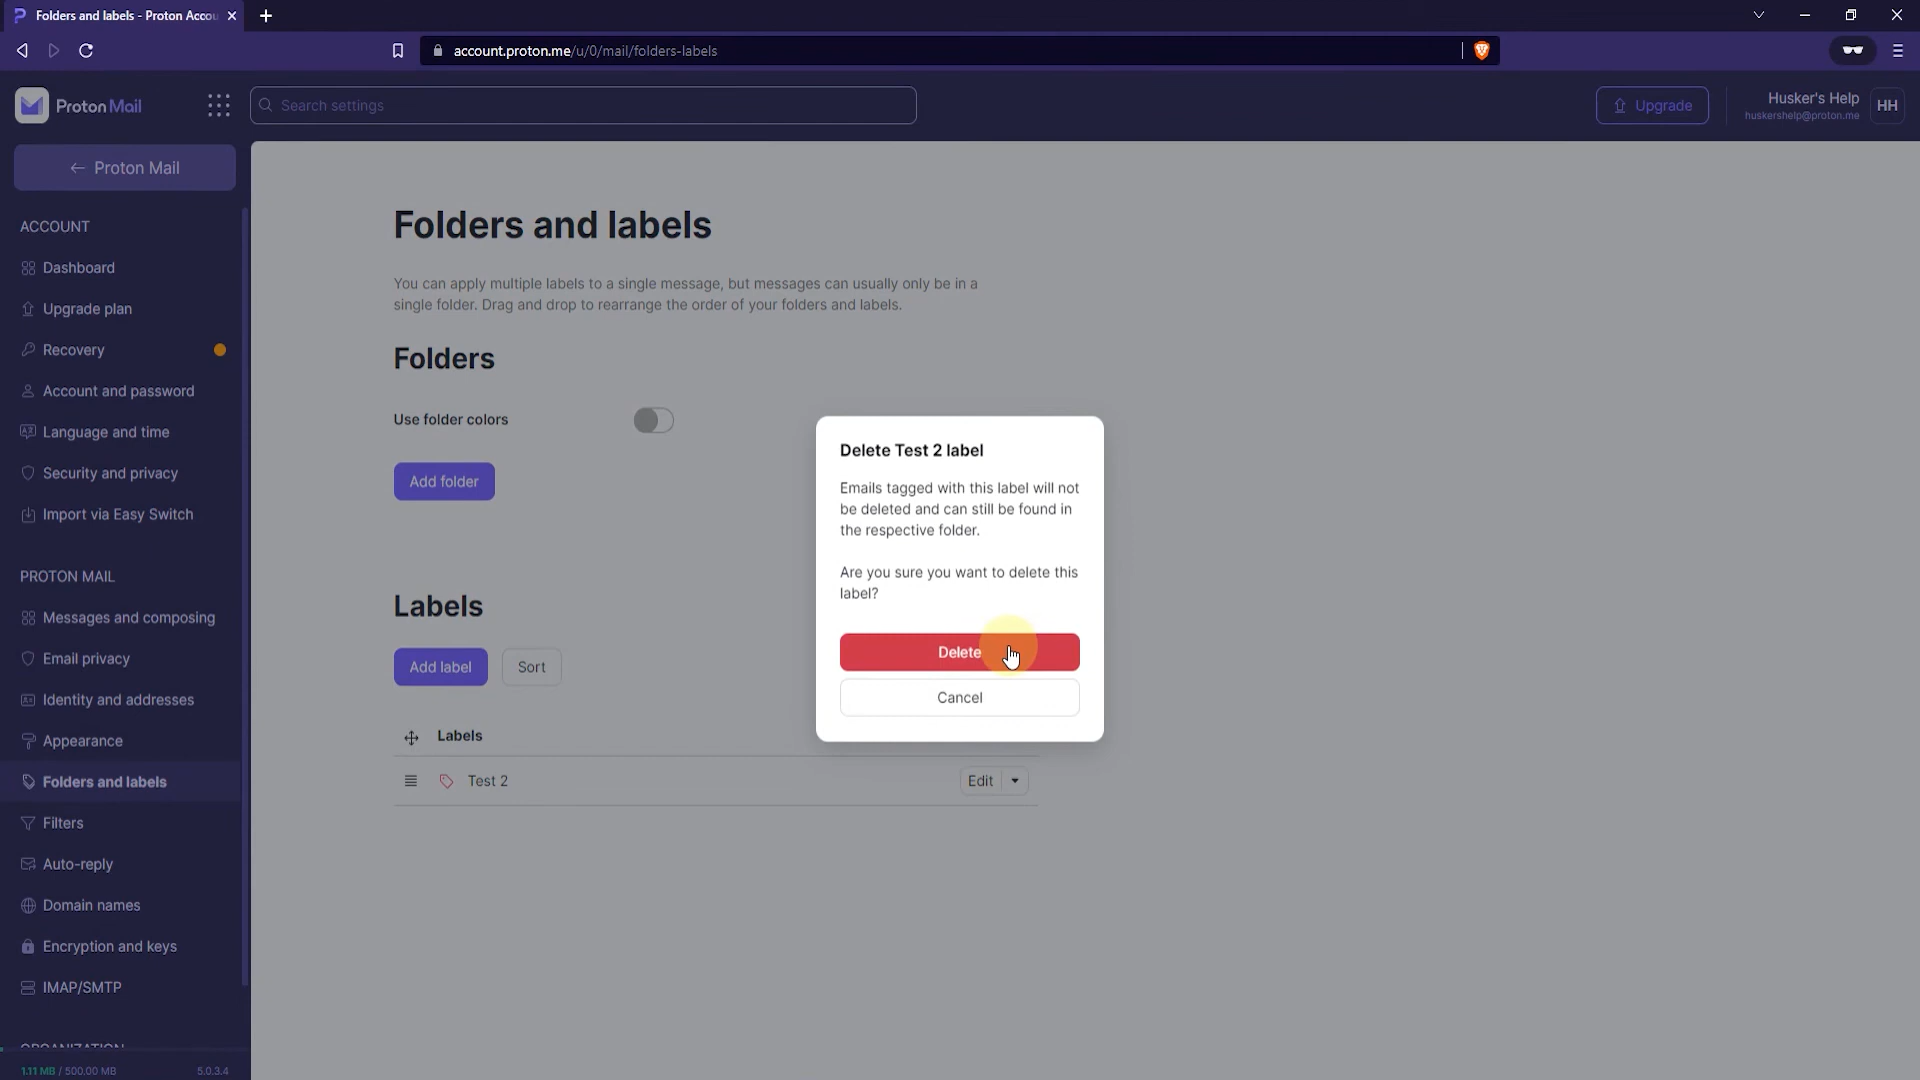 Folders and labels - Proton Accou
account.proton.me/u/0/mail/folders-labels
Proton Mail
Search settings
Upgrade
Husker's Help
huskershelp@proton.me
HH
← Proton Mail
ACCOUNT
Dashboard
Upgrade plan
Recovery
Account and password
Language and time
Security and privacy
Import via Easy Switch
PROTON MAIL
Messages and composing
Email privacy
Identity and addresses
Appearance
Folders and labels
Filters
Auto-reply
Domain names
Encryption and keys
IMAP/SMTP
ORGANIZATION
1.11 MB / 500.00 MB
5.0.3.4
Folders and labels
You can apply multiple labels to a single message, but messages can usually only be in a
single folder. Drag and drop to rearrange the order of your folders and labels.
Folders
Use folder colors
Add folder
Labels
Add label
Sort
Labels
Test 2
Edit
Delete Test 2 label
Emails tagged with this label will not
be deleted and can still be found in
the respective folder.
Are you sure you want to delete this
label?
Delete
Cancel